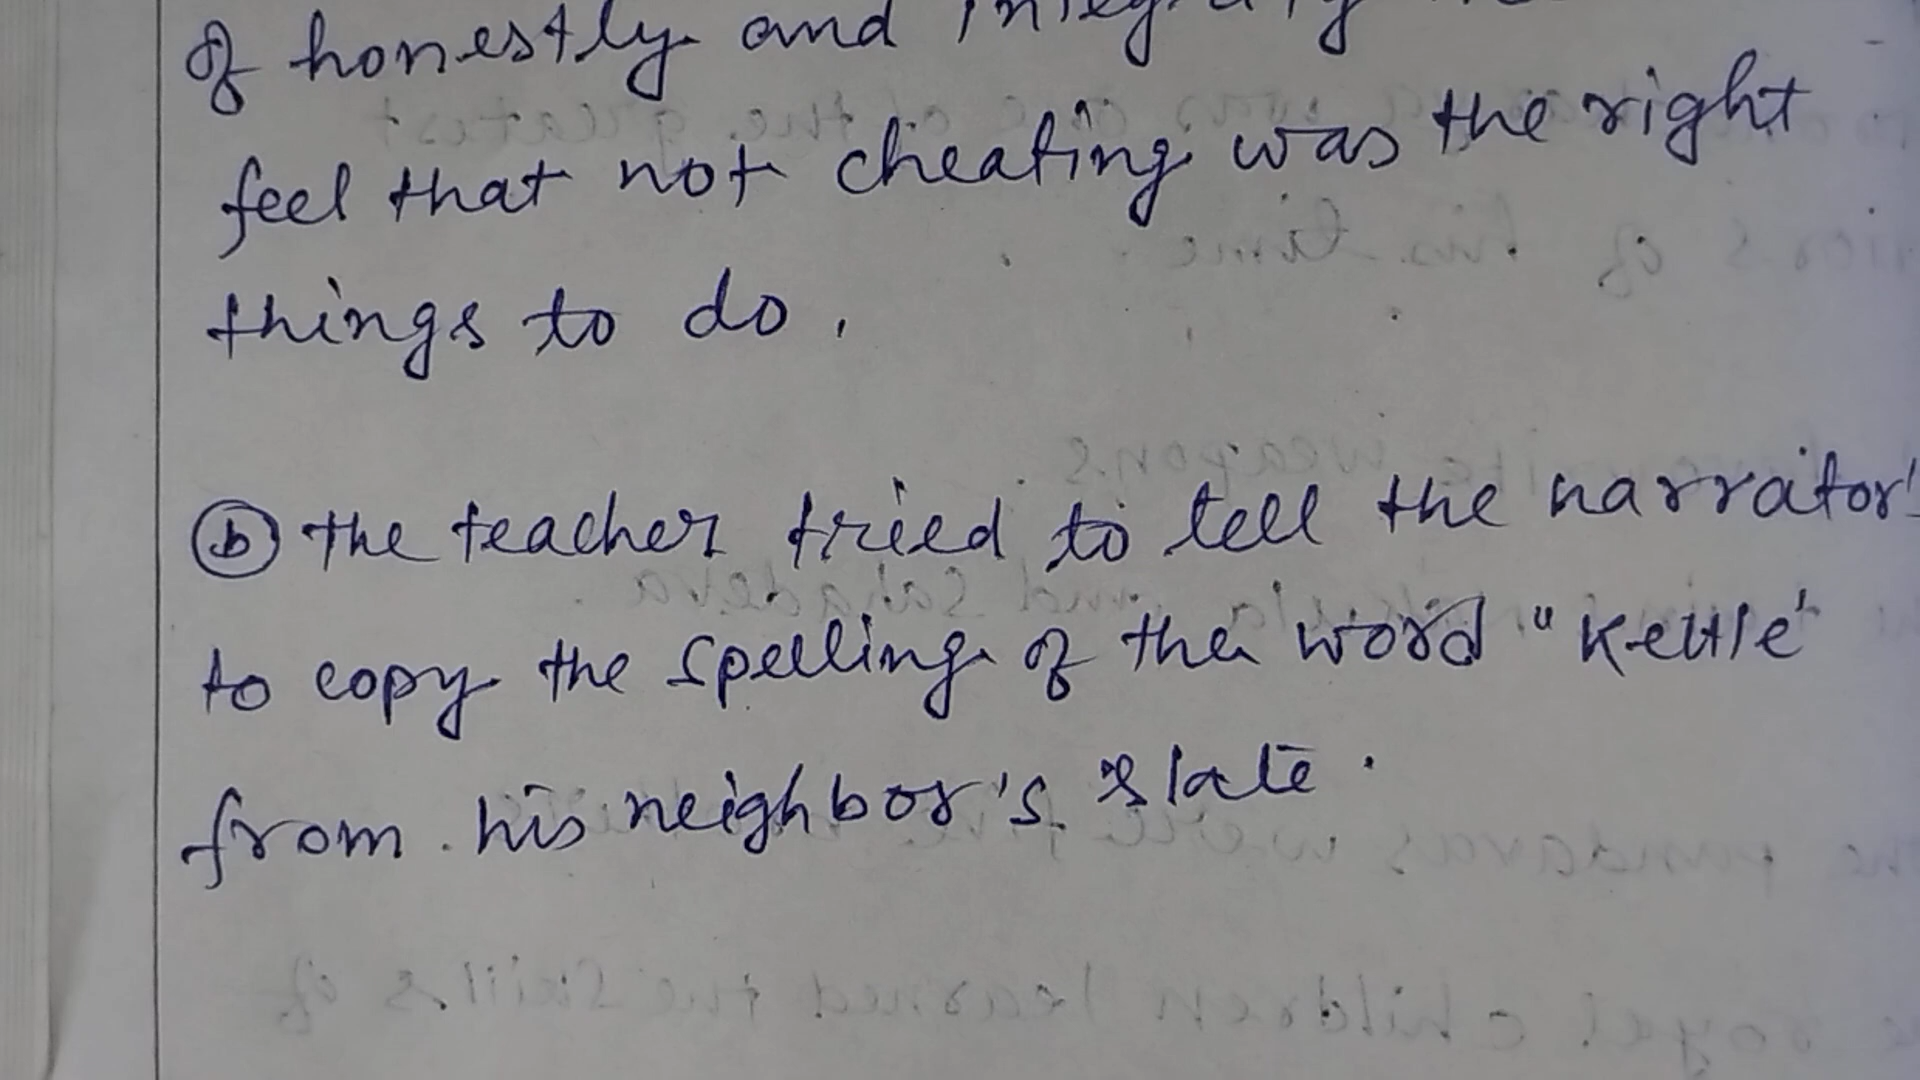 of honestly and integrity
feel that not cheating was the right
things to do.
(b) The teacher tried to tell the narrator's
to copy the spelling of the word "Kettle'
from his neighbor's slate.